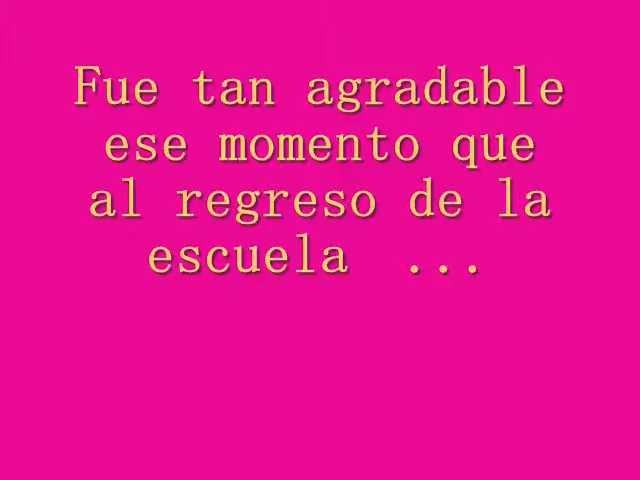 Fue tan agradable
ese momento que
al regreso de la
escuela ...